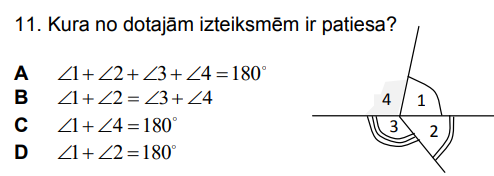 11. Kura no dotajām izteiksmēm ir patiesa?
A ∠1+∠2+∠3+∠4=180°
B ∠1+∠2=∠3+∠4
C ∠1+∠4=180°
D ∠1+∠2=180°
4 1
3 2